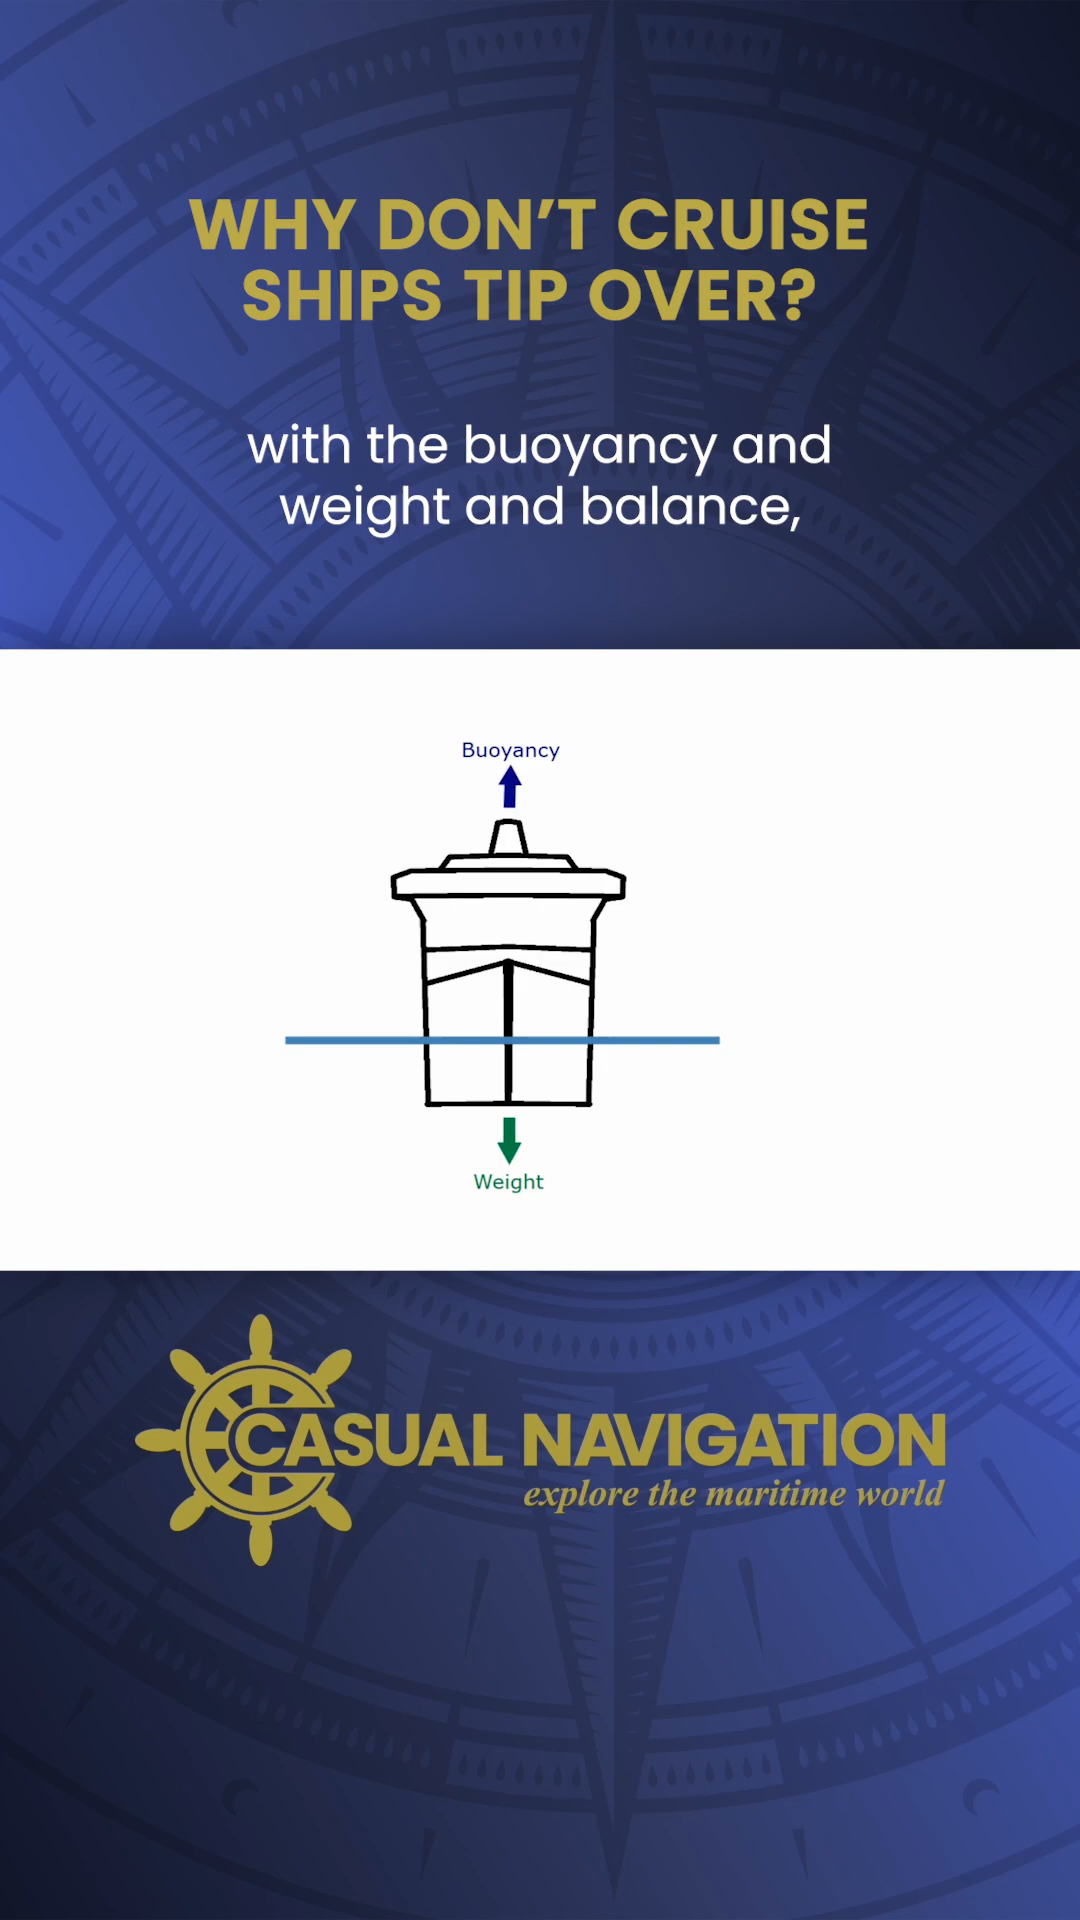 WHY DON’T CRUISE
SHIPS TIP OVER?
with the buoyancy and
weight and balance,
Buoyancy
Weight
CASUAL NAVIGATION
explore the maritime world